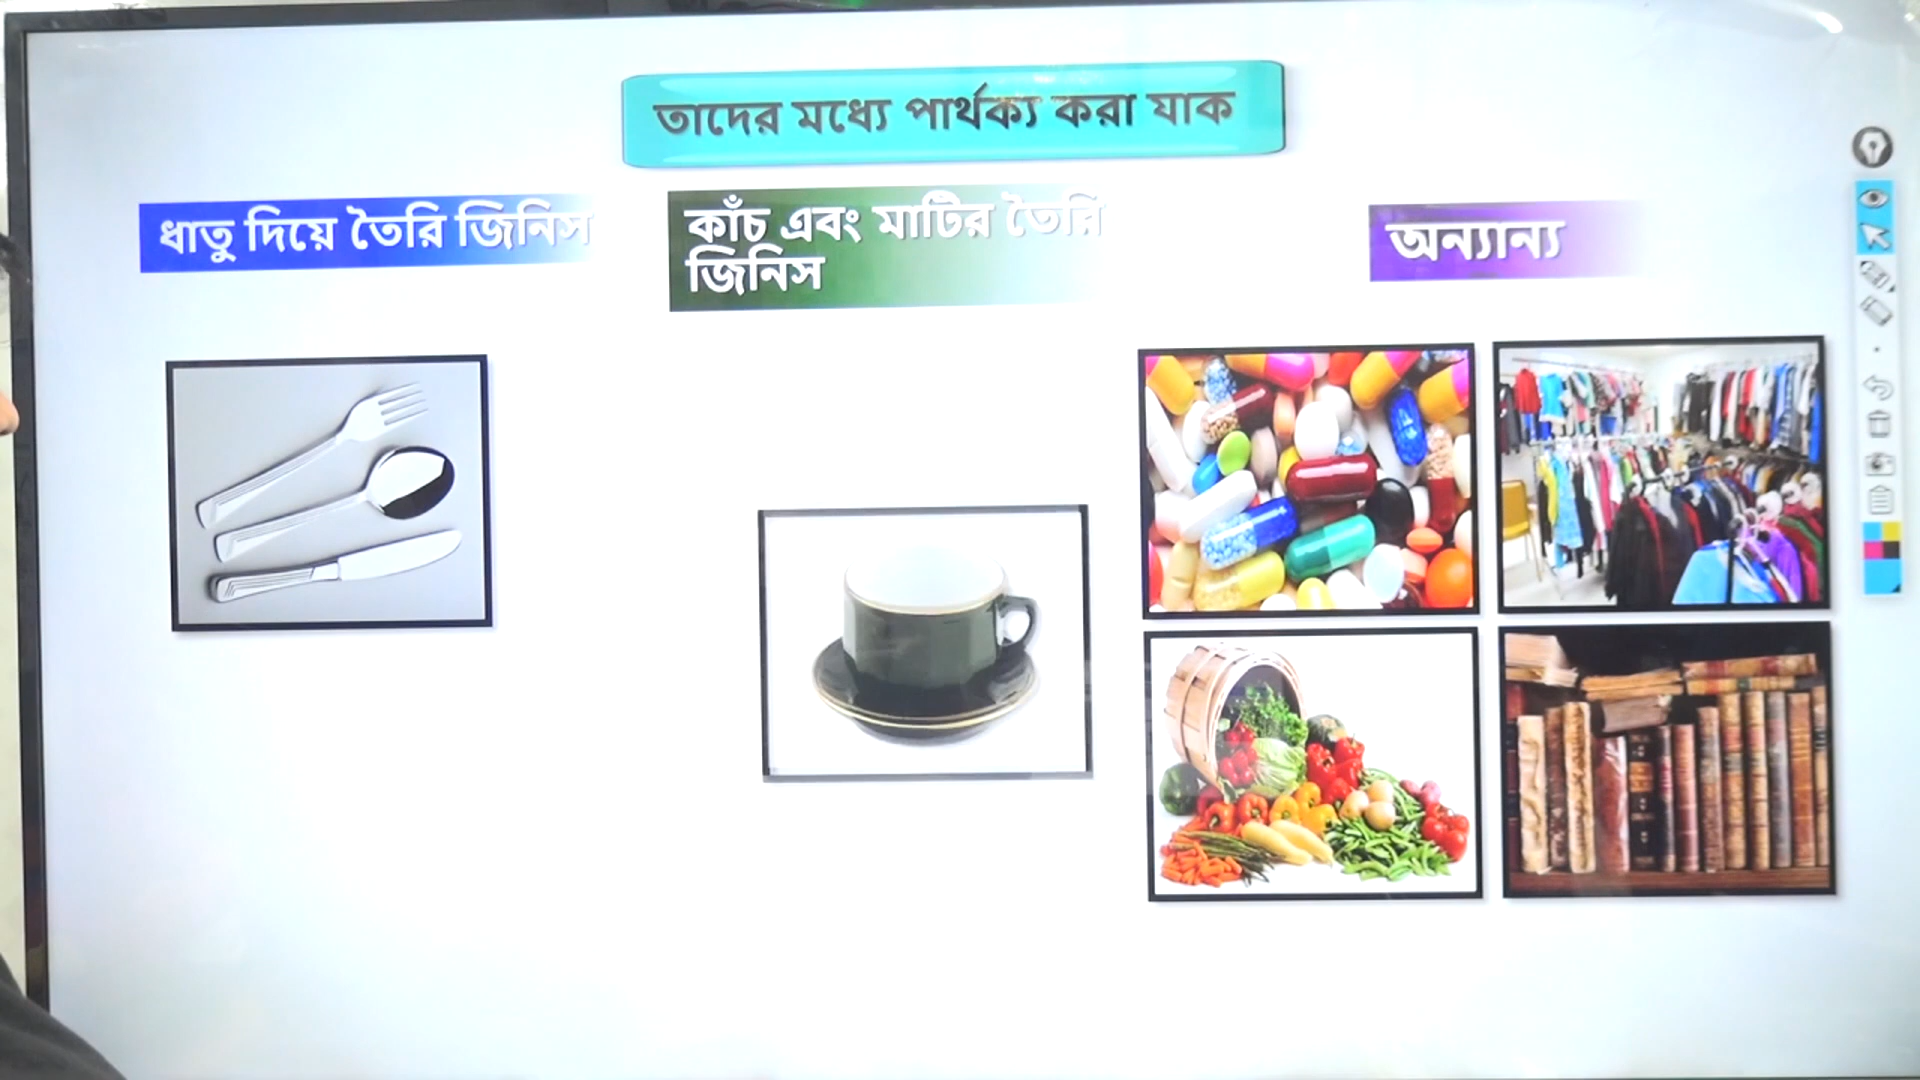 তাদের মধ্যে পার্থক্য করা যাক
ধাতু দিয়ে তৈরি জিনিস
কাঁচ এবং মাটির তৈরি
জিনিস
অন্যান্য